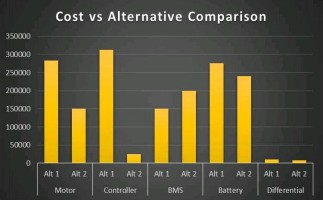 Cost vs Alternative Comparison
350000
300000
250000
200000
150000
100000
50000
0
Alt 1 Alt 2 Alt 1 Alt 2 Alt 1 Alt 2 Alt 1 Alt 2 Alt 1 Alt 2
Motor Controller BMS Battery Differential